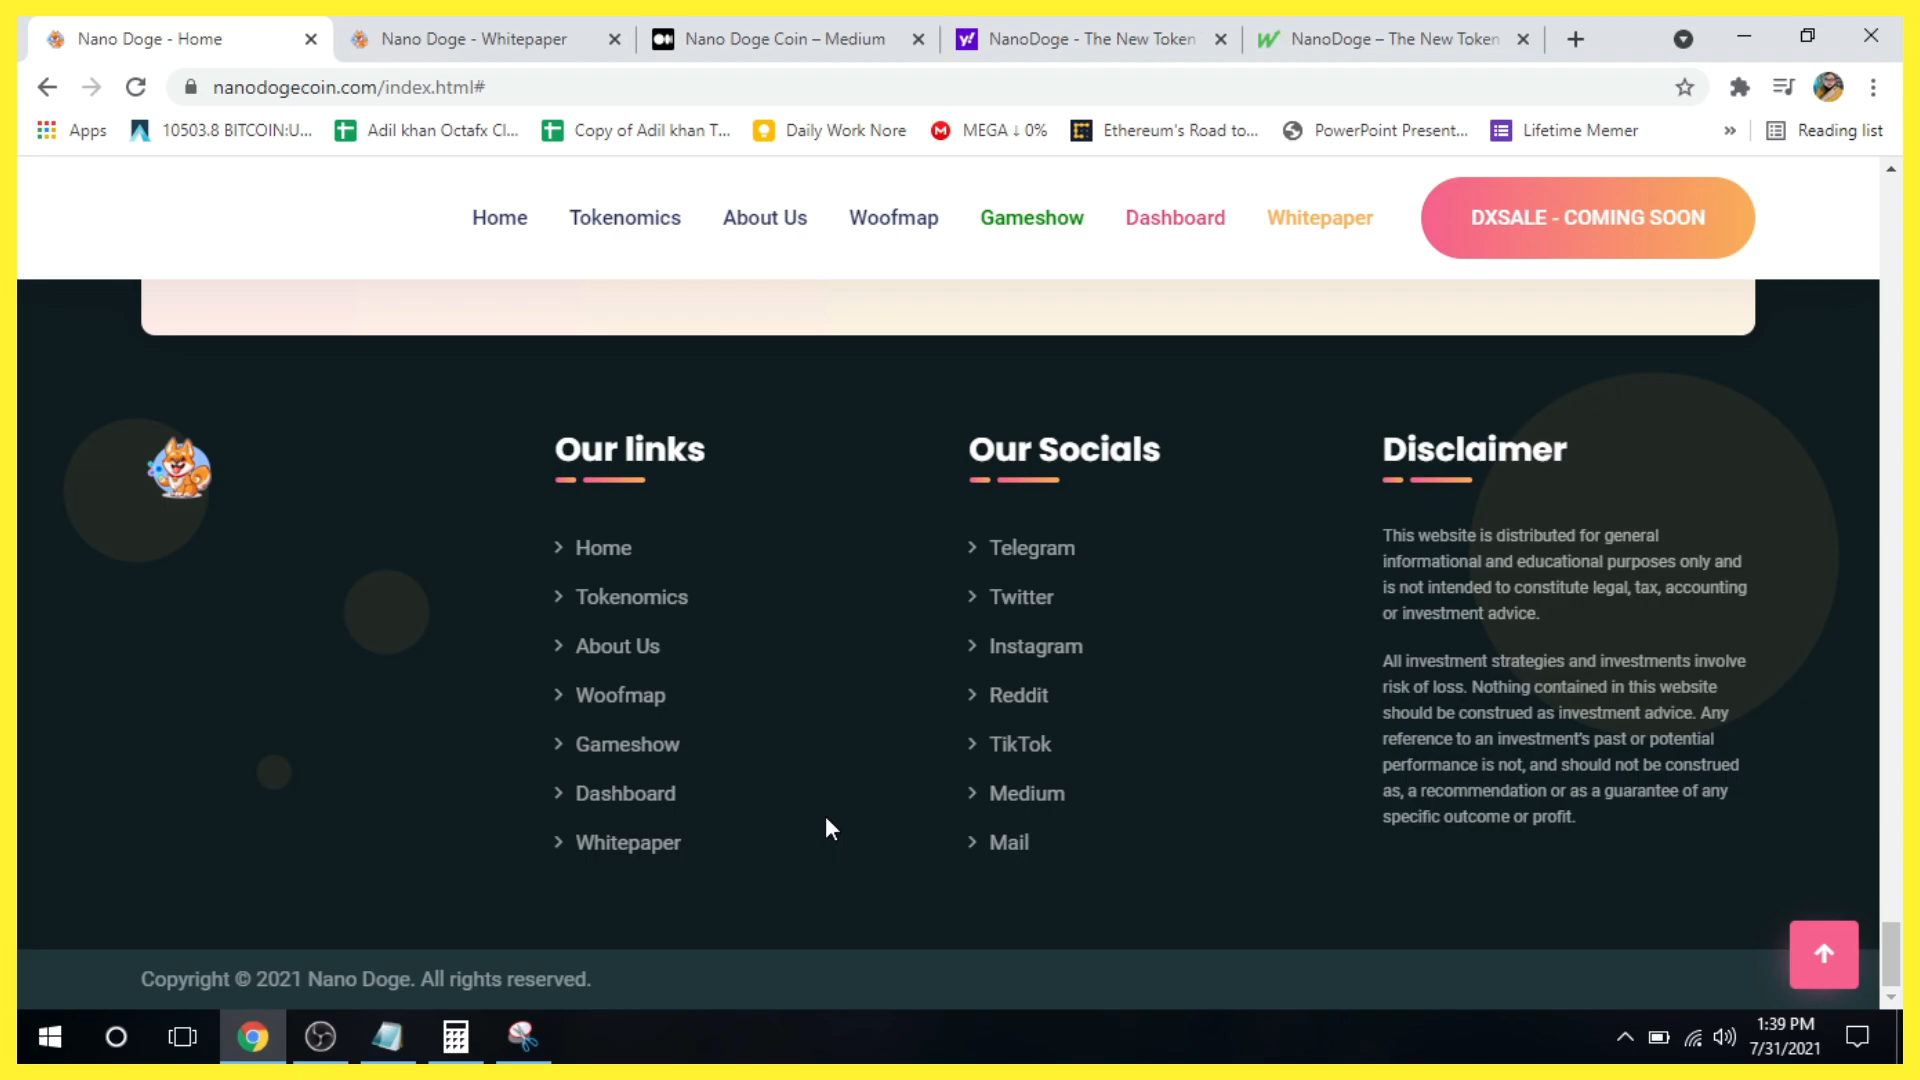 Nano Doge - Home
Nano Doge - Whitepaper
Nano Doge Coin – Medium
NanoDoge - The New Token
NanoDoge – The New Token
nanodogecoin.com/index.html#
Apps
10503.8 BITCOIN:U...
Adil khan Octafx Cl...
Copy of Adil khan T...
Daily Work Nore
MEGA ↓ 0%
Ethereum's Road to...
PowerPoint Present...
Lifetime Memer
»
Reading list
Home
Tokenomics
About Us
Woofmap
Gameshow
Dashboard
Whitepaper
DXSALE - COMING SOON
Our links
Home
Tokenomics
About Us
Woofmap
Gameshow
Dashboard
Whitepaper
Our Socials
Telegram
Twitter
Instagram
Reddit
TikTok
Medium
Mail
Disclaimer
This website is distributed for general
informational and educational purposes only and
is not intended to constitute legal, tax, accounting
or investment advice.
All investment strategies and investments involve
risk of loss. Nothing contained in this website
should be construed as investment advice. Any
reference to an investment's past or potential
performance is not, and should not be construed
as, a recommendation or as a guarantee of any
specific outcome or profit.
Copyright © 2021 Nano Doge. All rights reserved.
1:39 PM
7/31/2021